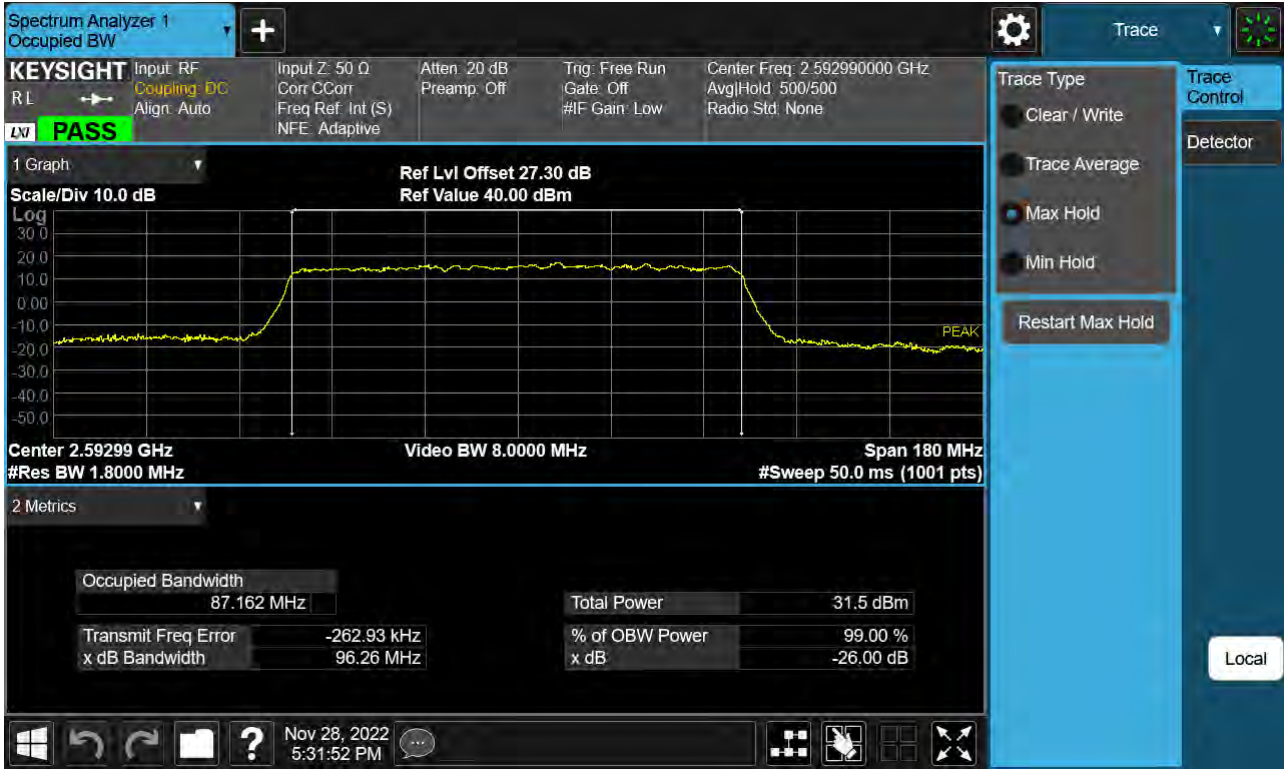 Spectrum Analyzer 1
Occupied BW
Trace
KEYSIGHT
R L
LXI
PASS
Input: RF
Coupling: DC
Align: Auto
Input Z: 50 Ω
Corr CCorr
Freq Ref: Int (S)
NFE: Adaptive
Atten: 20 dB
Preamp: Off
Trig: Free Run
Gate: Off
#IF Gain: Low
Center Freq: 2.592990000 GHz
Avg|Hold: 500/500
Radio Std: None
Trace Type
Clear / Write
Trace Average
Max Hold
Min Hold
Restart Max Hold
Trace
Control
Detector
Local
1 Graph
Scale/Div 10.0 dB
Ref Lvl Offset 27.30 dB
Ref Value 40.00 dBm
Log
30.0
20.0
10.0
0.00
-10.0
-20.0
-30.0
-40.0
-50.0
PEAK
Center 2.59299 GHz
#Res BW 1.8000 MHz
Video BW 8.0000 MHz
Span 180 MHz
#Sweep 50.0 ms (1001 pts)
2 Metrics
Occupied Bandwidth
87.162 MHz
Transmit Freq Error -262.93 kHz
x dB Bandwidth 96.26 MHz
Total Power 31.5 dBm
% of OBW Power 99.00 %
x dB -26.00 dB
?
Nov 28, 2022
5:31:52 PM